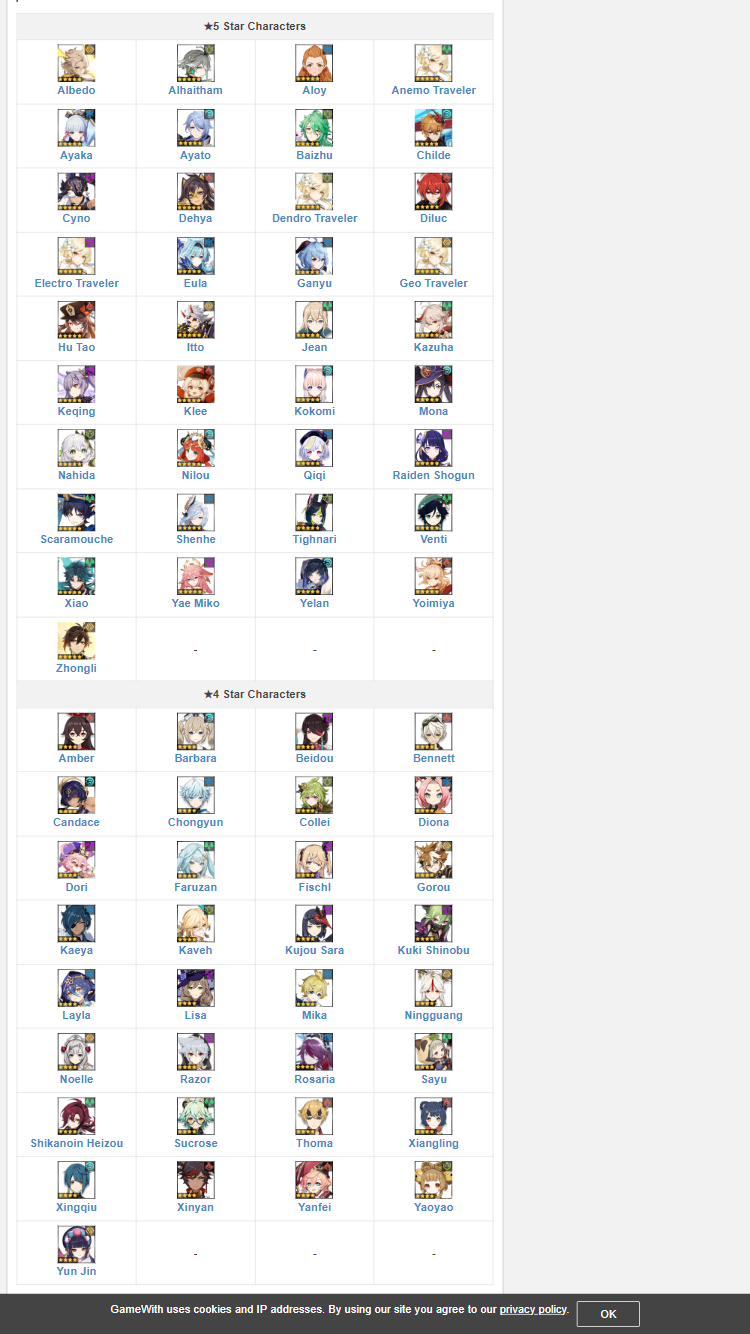 ★5 Star Characters
Albedo Alhaitham Aloy Anemo Traveler
Ayaka Ayato Baizhu Childe
Cyno Dehya Dendro Traveler Diluc
Electro Traveler Eula Ganyu Geo Traveler
Hu Tao Itto Jean Kazuha
Keqing Klee Kokomi Mona
Nahida Nilou Qiqi Raiden Shogun
Scaramouche Shenhe Tighnari Venti
Xiao Yae Miko Yelan Yoimiya
- - -
Zhongli
★4 Star Characters
Amber Barbara Beidou Bennett
Candace Chongyun Collei Diona
Dori Faruzan Fischl Gorou
Kaeya Kaveh Kujou Sara Kuki Shinobu
Layla Lisa Mika Ningguang
Noelle Razor Rosaria Sayu
Shikanoin Heizou Sucrose Thoma Xiangling
Xingqiu Xinyan Yanfei Yaoyao
- - -
Yun Jin
GameWith uses cookies and IP addresses. By using our site you agree to our privacy policy. OK